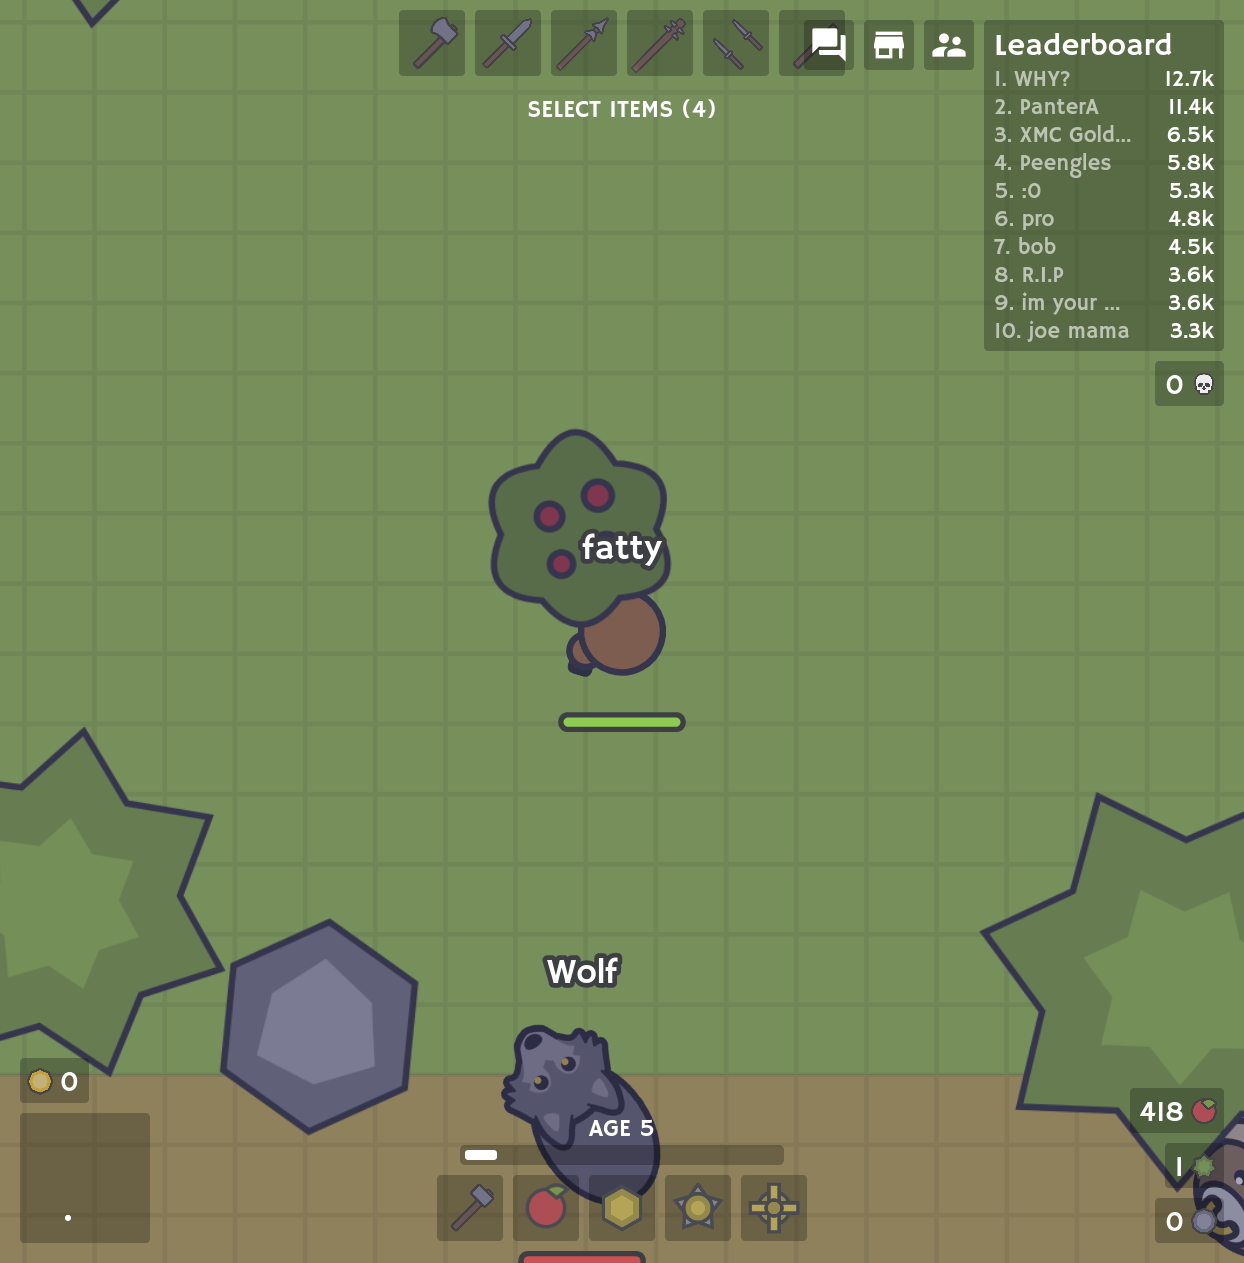 SELECT ITEMS (4)
Leaderboard
1. WHY? 12.7k
2. PanterA 11.4k
3. XMC Gold... 6.5k
4. Peengles 5.8k
5. :0 5.3k
6. pro 4.8k
7. bob 4.5k
8. R.I.P 3.6k
9. im your ... 3.6k
10. joe mama 3.3k
0
fatty
Wolf
0
AGE 5
418
1
0